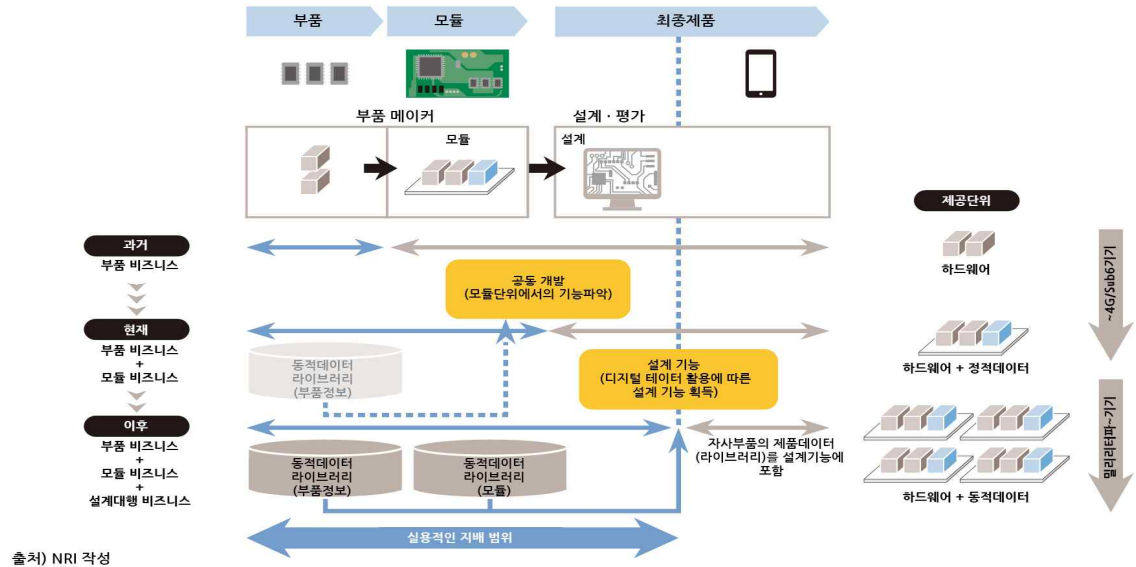 부품
모듈
최종제품
부품 메이커
설계 · 평가
모듈
설계
제공단위
과거
부품 비즈니스
하드웨어
공동 개발
(모듈단위에서의 기능파악)
~4G/Sub6기기
현재
부품 비즈니스
+
모듈 비즈니스
동적데이터
라이브러리
(부품정보)
설계 기능
(디지털 테이터 활용에 따른
설계 기능 획득)
하드웨어 + 정적데이터
이후
부품 비즈니스
+
모듈 비즈니스
+
설계대행 비즈니스
동적데이터
라이브러리
(부품정보)
동적데이터
라이브러리
(모듈)
자사부품의 제품데이터
(라이브러리)를 설계기능에
포함
하드웨어 + 동적데이터
밀리리터파~기기
실용적인 지배 범위
출처) NRI 작성